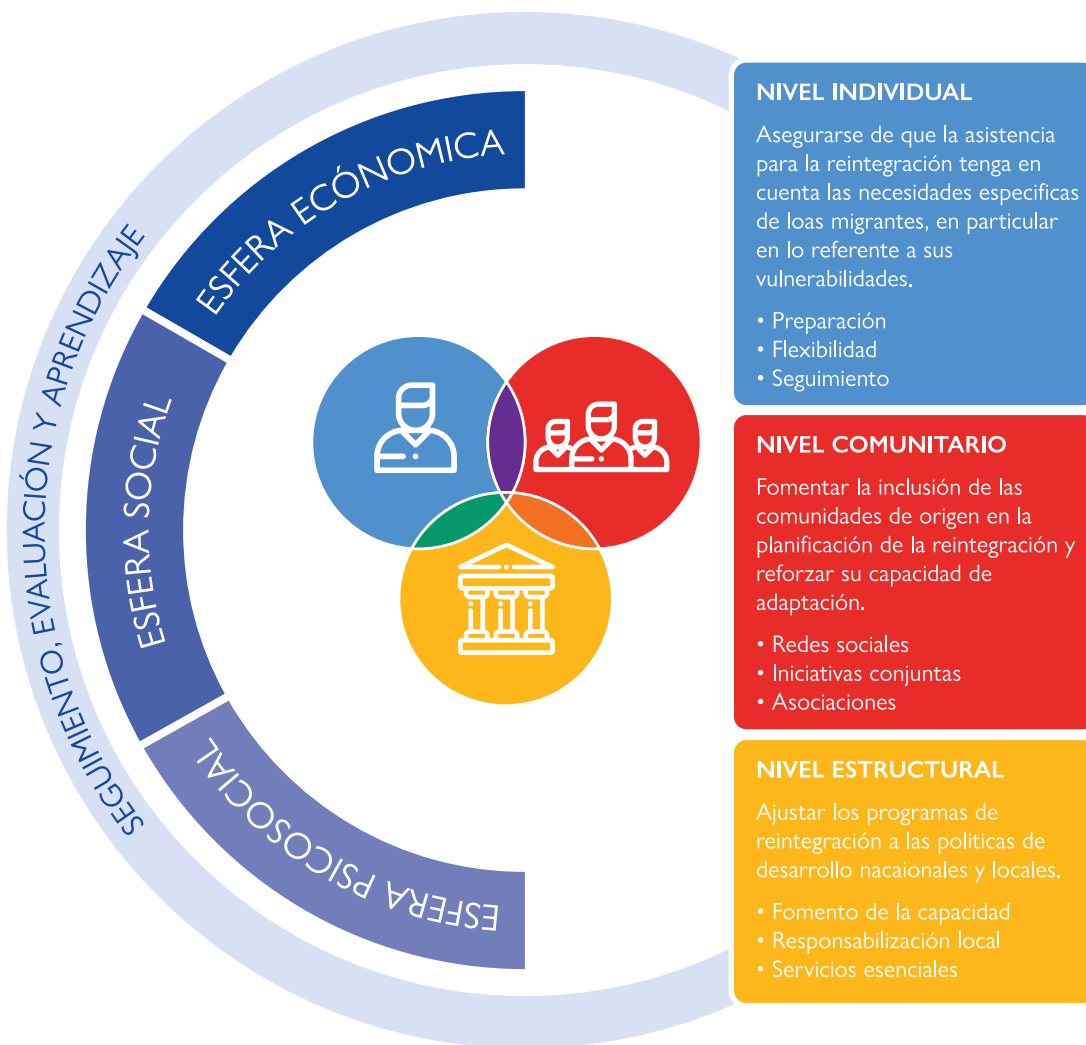 SEGUIMIENTO, EVALUACIÓN Y APRENDIZAJE
ESFERA ECÓNOMICA
ESFERA SOCIAL
ESFERA PSICOSOCIAL
NIVEL INDIVIDUAL
Asegurarse de que la asistencia
para la reintegración tenga en
cuenta las necesidades especificas
de loas migrantes, en particular
en lo referente a sus
vulnerabilidades.
• Preparación
• Flexibilidad
• Seguimiento
NIVEL COMUNITARIO
Fomentar la inclusión de las
comunidades de origen en la
planificación de la reintegración y
reforzar su capacidad de
adaptación.
• Redes sociales
• Iniciativas conjuntas
• Asociaciones
NIVEL ESTRUCTURAL
Ajustar los programas de
reintegración a las politicas de
desarrollo nacaionales y locales.
• Fomento de la capacidad
• Responsabilización local
• Servicios esenciales